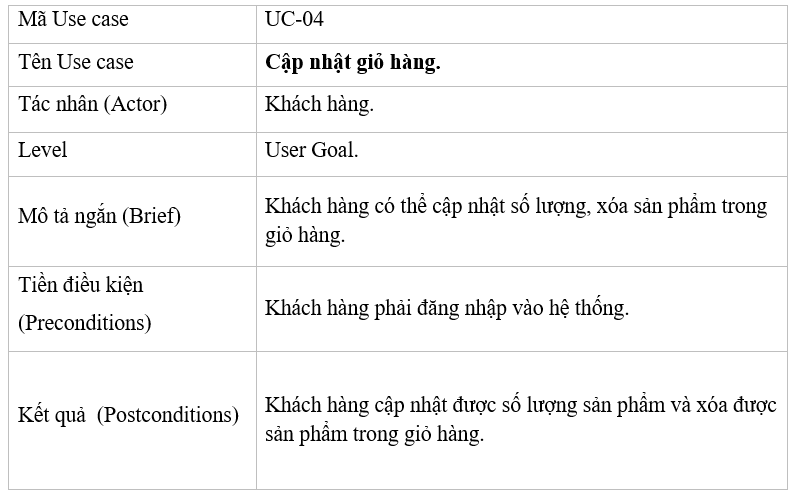 Mã Use case
UC-04
Tên Use case
Cập nhật giỏ hàng.
Tác nhân (Actor)
Khách hàng.
Level
User Goal.
Mô tả ngắn (Brief)
Khách hàng có thể cập nhật số lượng, xóa sản phẩm trong
giỏ hàng.
Tiền điều kiện
(Preconditions)
Khách hàng phải đăng nhập vào hệ thống.
Kết quả (Postconditions)
Khách hàng cập nhật được số lượng sản phẩm và xóa được
sản phẩm trong giỏ hàng.